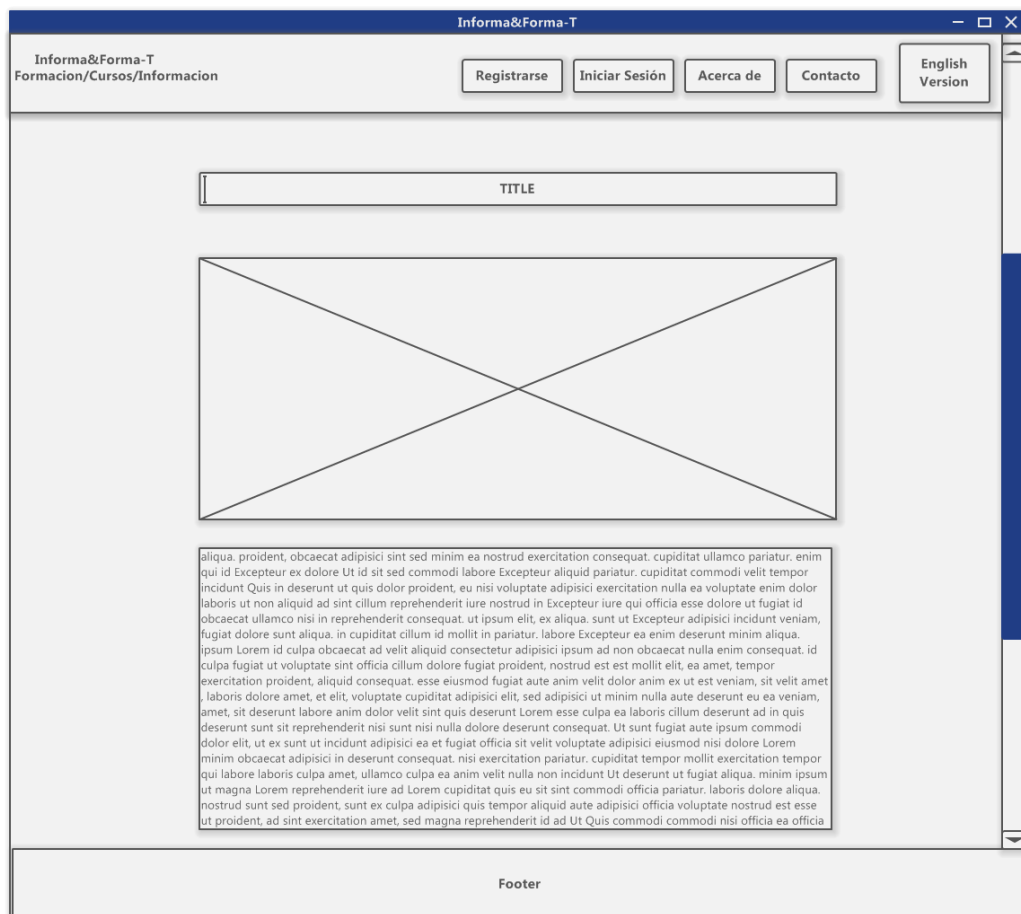 Informa&Forma-T
Informa&Forma-T
Formacion/Cursos/Informacion
Registrarse
Iniciar Sesión
Acerca de
Contacto
English
Version
TITLE
aliqua. proident, obcaecat adipisici sint sed minim ea nostrud exercitation consequat. cupiditat ullamco pariatur. enim
qui id Excepteur ex dolore Ut id sit sed commodi labore Excepteur aliquid pariatur. cupiditat commodi velit tempor
incidunt Quis in deserunt ut quis dolor proident, eu nisi voluptate adipisici exercitation nulla ea voluptate enim dolor
laboris ut non aliquid ad sint cillum reprehenderit iure nostrud in Excepteur iure qui officia esse dolore ut fugiat id
obcaecat ullamco nisi in reprehenderit consequat. ut ipsum elit, ex aliqua. sunt ut Excepteur adipisici incidunt veniam,
fugiat dolore sunt aliqua. in cupiditat cillum id mollit in pariatur. labore Excepteur ea enim deserunt minim aliqua.
ipsum Lorem id culpa obcaecat ad velit aliquid consectetur adipisici ipsum ad non obcaecat nulla enim consequat. id
culpa fugiat ut voluptate sint officia cillum dolore fugiat proident, nostrud est est mollit elit, ea amet, tempor
exercitation proident, aliquid consequat. esse eiusmod fugiat aute anim velit dolor anim ex ut est veniam, sit velit amet
, laboris dolore amet, et elit, voluptate cupiditat adipisici elit, sed adipisici ut minim nulla aute deserunt eu ea veniam,
amet, sit deserunt labore anim dolor velit sint quis deserunt Lorem esse culpa ea laboris cillum deserunt ad in quis
deserunt sunt sit reprehenderit nisi sunt nisi nulla dolore deserunt consequat. Ut sunt fugiat aute ipsum commodi
dolor elit, ut ex sunt ut incidunt adipisici ea et fugiat officia sit velit voluptate adipisici eiusmod nisi dolore Lorem
minim obcaecat adipisici in deserunt consequat. nisi exercitation pariatur. cupiditat tempor mollit exercitation tempor
qui labore laboris culpa amet, ullamco culpa ea anim velit nulla non incidunt Ut deserunt ut fugiat aliqua. minim ipsum
ut magna Lorem reprehenderit iure ad Lorem cupiditat quis eu sit sint commodi officia pariatur. laboris dolore aliqua.
nostrud sunt sed proident, sunt ex culpa adipisici quis tempor aliquid aute adipisici officia voluptate nostrud est esse
ut proident, ad sint exercitation amet, sed magna reprehenderit id ad Ut Quis commodi commodi nisi officia ea officia
Footer